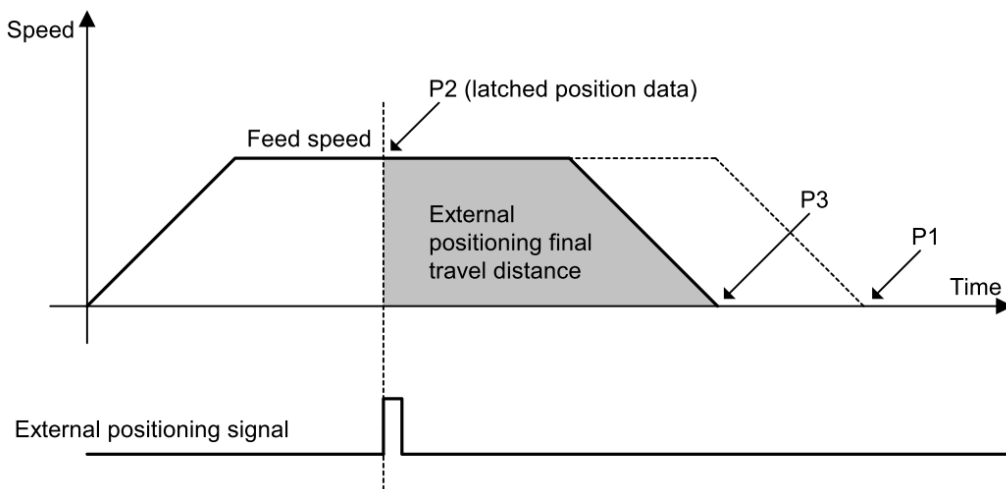 Speed
P2 (latched position data)
Feed speed
External
positioning final
travel distance
P3
P1
Time
External positioning signal